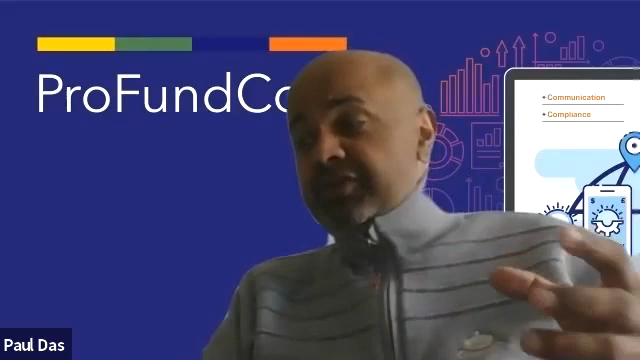 ProFundCo
+Communication
+Compliance
$ £
Paul Das